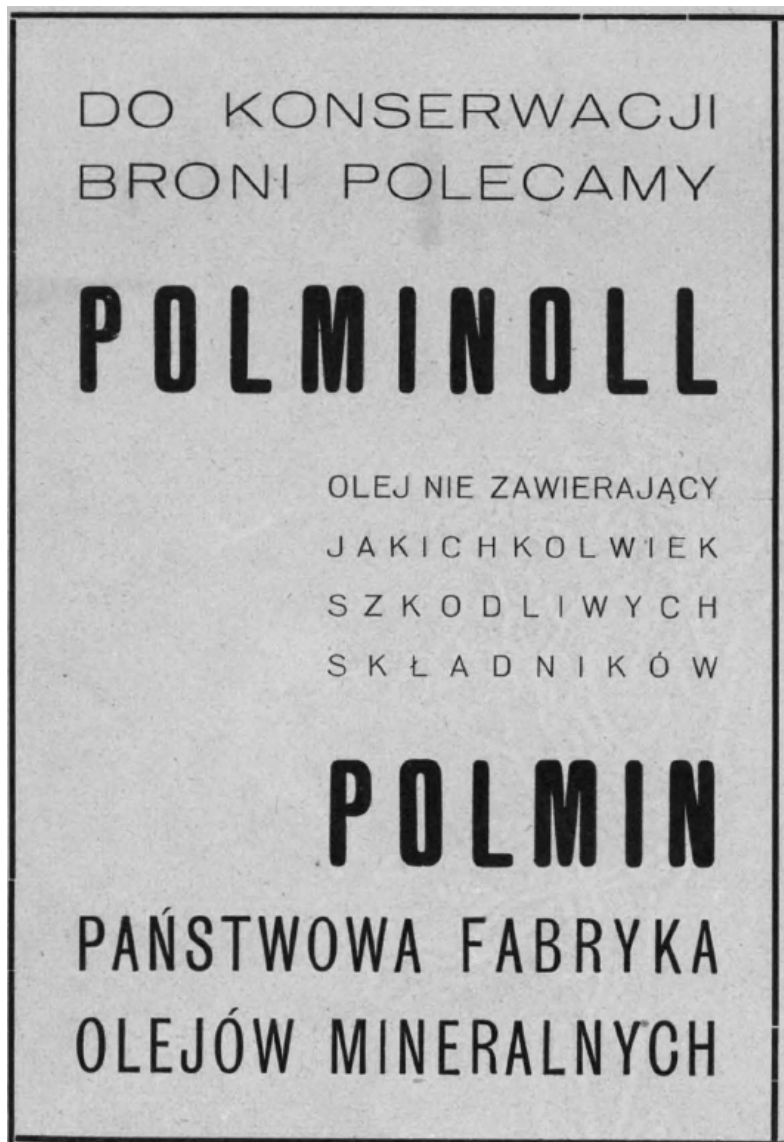 DO KONSERWACJI
BRONI POLECAMY
POLMINOLL
OLEJ NIE ZAWIERAJĄCY
JAKICHKOLWIEK
SZKODLIWYCH
SKŁADNIKÓW
POLMIN
PAŃSTWOWA FABRYKA
OLEJÓW MINERALNYCH